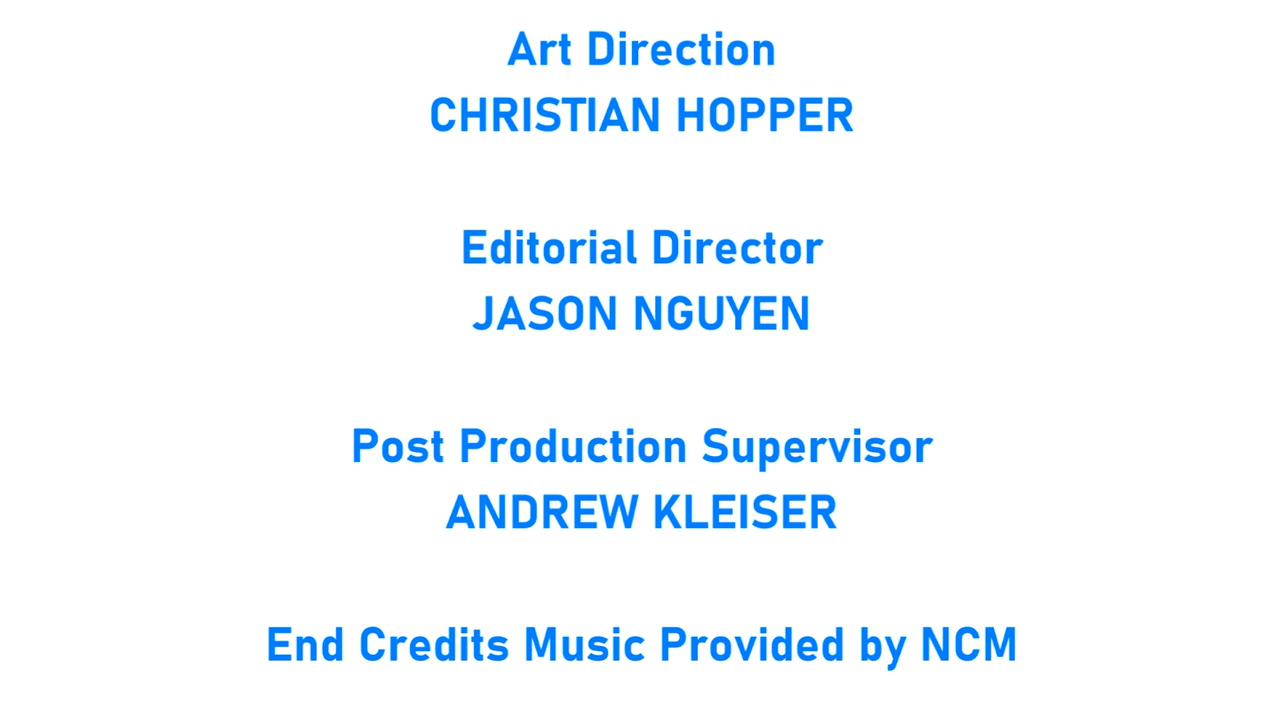 Art Direction
CHRISTIAN HOPPER
Editorial Director
JASON NGUYEN
Post Production Supervisor
ANDREW KLEISER
End Credits Music Provided by NCM